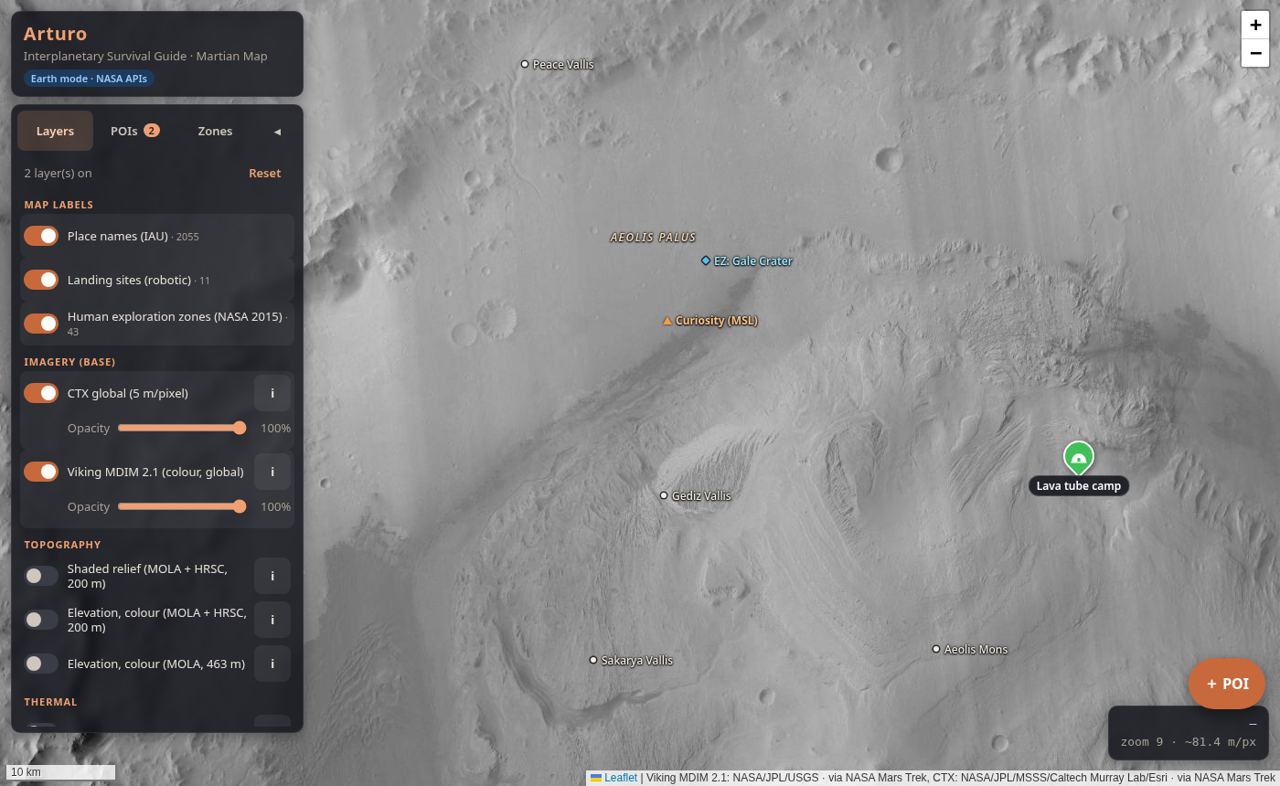 Arturo
Interplanetary Survival Guide · Martian Map
Earth mode · NASA APIs
Layers
POIs 2
Zones
◂
2 layer(s) on
Reset
MAP LABELS
Place names (IAU) · 2055
Landing sites (robotic) · 11
Human exploration zones (NASA 2015) ·
43
IMAGERY (BASE)
CTX global (5 m/pixel)
i
Opacity
100%
Viking MDIM 2.1 (colour, global)
i
Opacity
100%
TOPOGRAPHY
Shaded relief (MOLA + HRSC,
200 m)
i
Elevation, colour (MOLA + HRSC,
200 m)
i
Elevation, colour (MOLA, 463 m)
i
THERMAL
10 km
Peace Vallis
AEOLIS PALUS
EZ: Gale Crater
Curiosity (MSL)
Gediz Vallis
Lava tube camp
Sakarya Vallis
Aeolis Mons
+
−
+ POI
—
zoom 9 · ~81.4 m/px
Leaflet | Viking MDIM 2.1: NASA/JPL/USGS · via NASA Mars Trek, CTX: NASA/JPL/MSSS/Caltech Murray Lab/Esri · via NASA Mars Trek